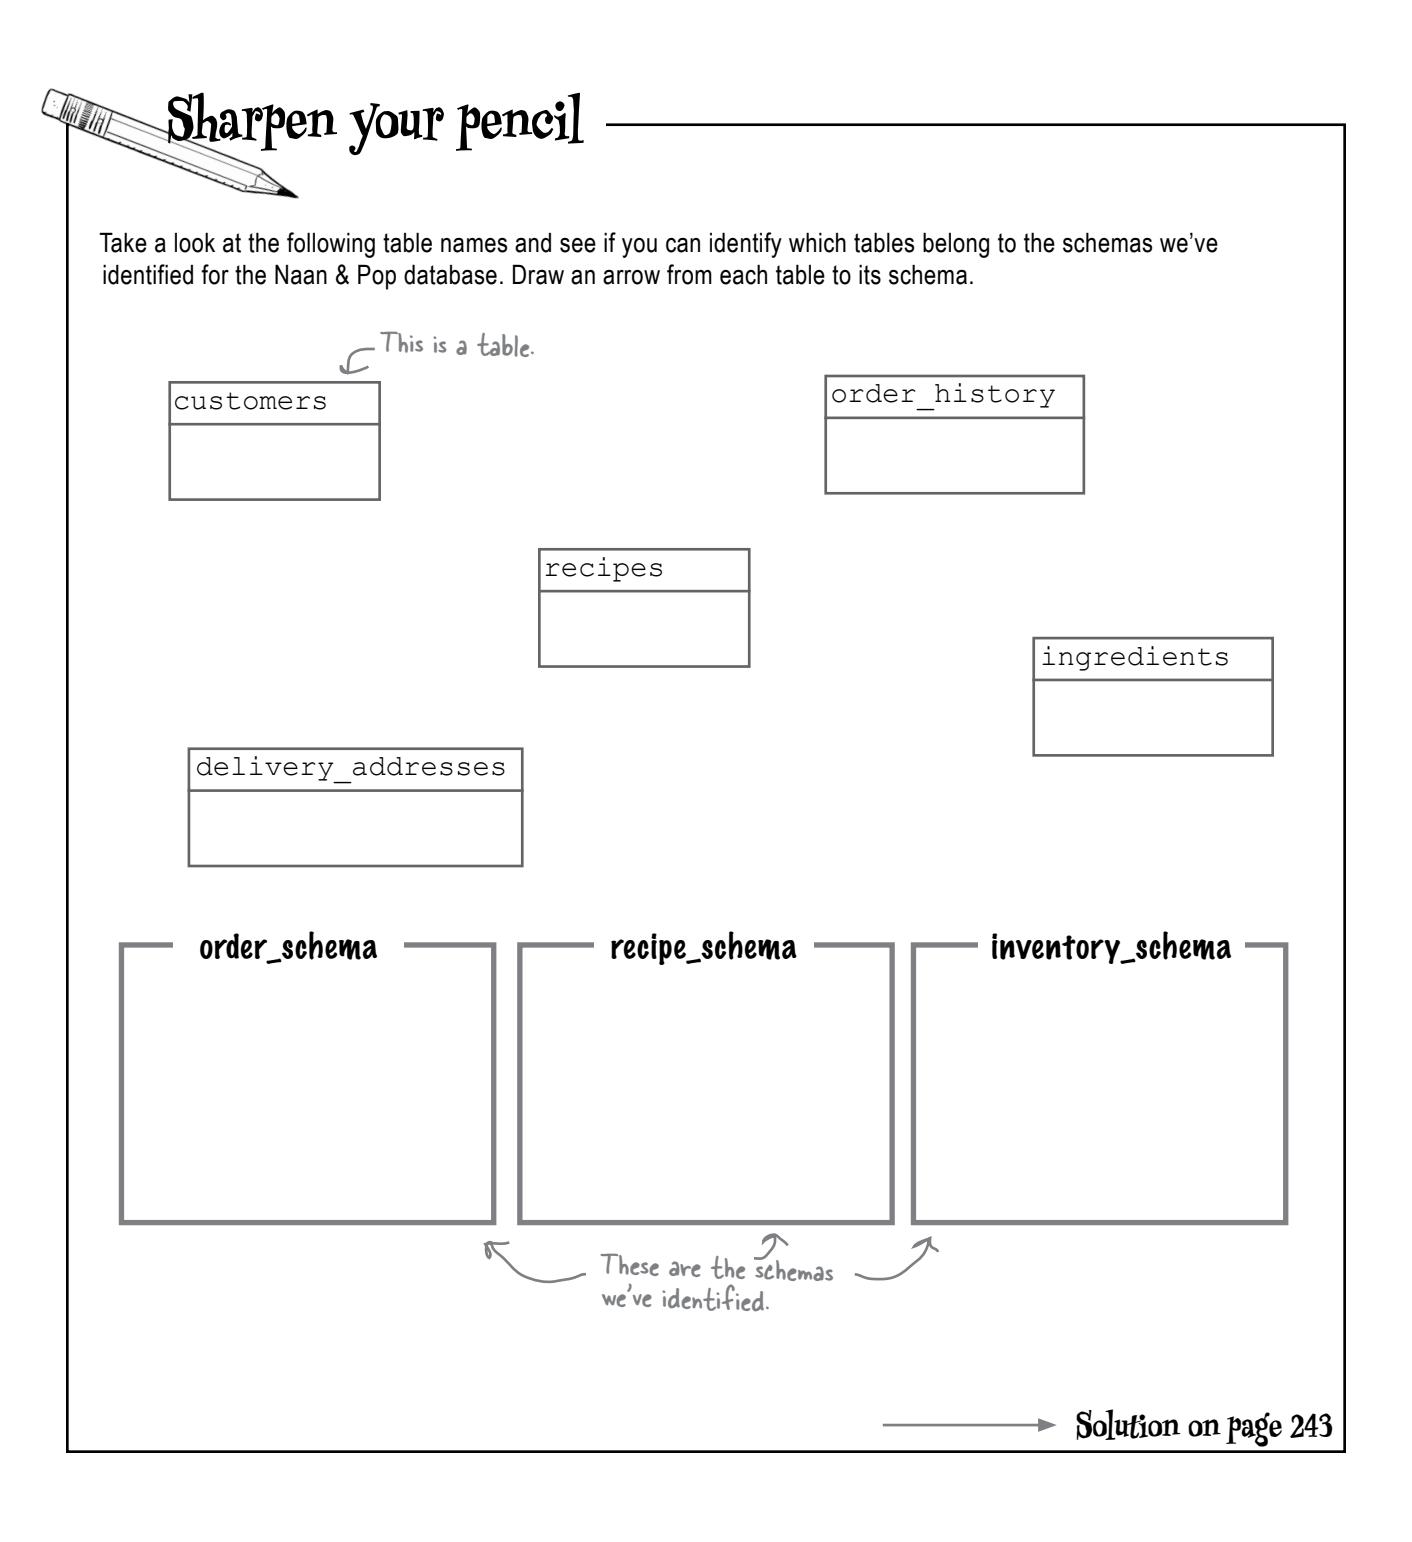 Sharpen your pencil
Take a look at the following table names and see if you can identify which tables belong to the schemas we’ve
identified for the Naan & Pop database. Draw an arrow from each table to its schema.
This is a table.
customers
order_history
recipes
ingredients
delivery_addresses
order_schema
recipe_schema
inventory_schema
These are the schemas
we’ve identified.
Solution on page 243